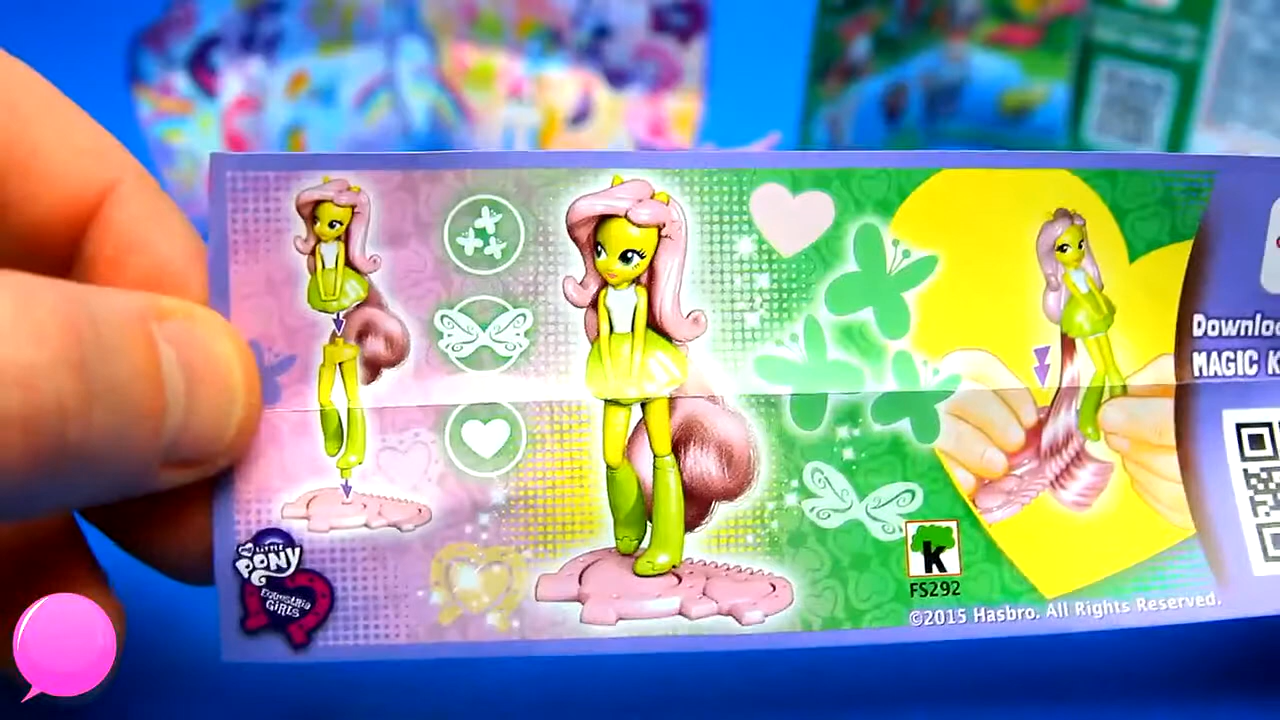 MY LITTLE
PONY
EQUESTRIA
GIRLS
k
FS292
©2015 Hasbro. All Rights Reserved.
Downloa
MAGIC K